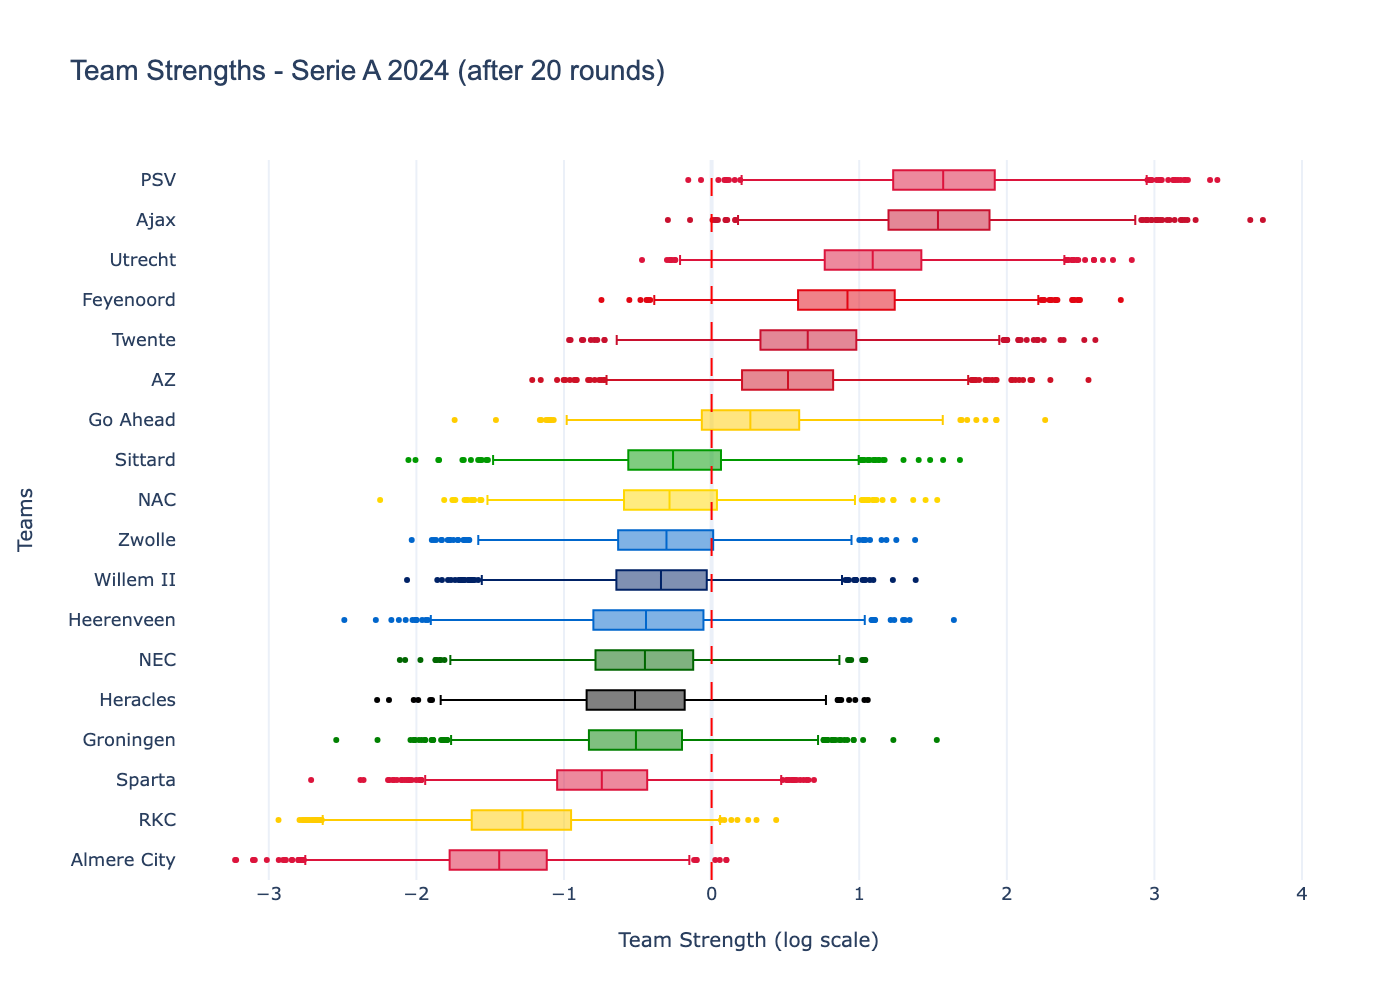 Team Strengths - Serie A 2024 (after 20 rounds)
PSV
Ajax
Utrecht
Feyenoord
Twente
AZ
Go Ahead
Sittard
NAC
Zwolle
Willem II
Heerenveen
NEC
Heracles
Groningen
Sparta
RKC
Almere City
Teams
−3 −2 −1 0 1 2 3 4
Team Strength (log scale)